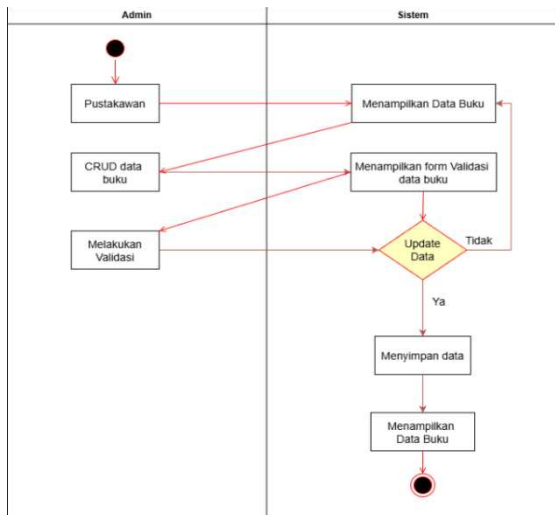 Admin
Sistem
Pustakawan
Menampilkan Data Buku
CRUD data
buku
Menampilkan form Validasi
data buku
Melakukan
Validasi
Update
Data
Tidak
Ya
Menyimpan data
Menampilkan
Data Buku